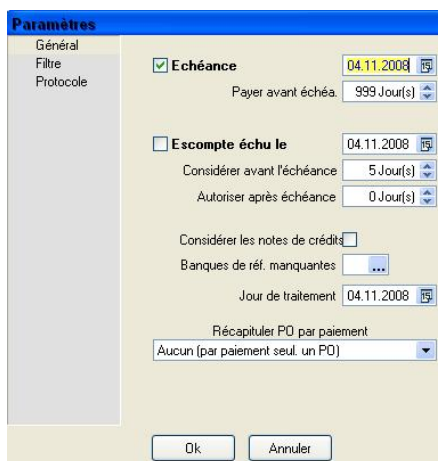 Paramètres
Général
Filtre
Protocole
Echéance 04.11.2008
Payer avant échéa. 999 Jour(s)
Escompte échu le 04.11.2008
Considérer avant l'échéance 5 Jour(s)
Autoriser après échéance 0 Jour(s)
Considérer les notes de crédits
Banques de réf. manquantes ...
Jour de traitement 04.11.2008
Récapituler PO par paiement
Aucun (par paiement seul. un PO)
Ok Annuler